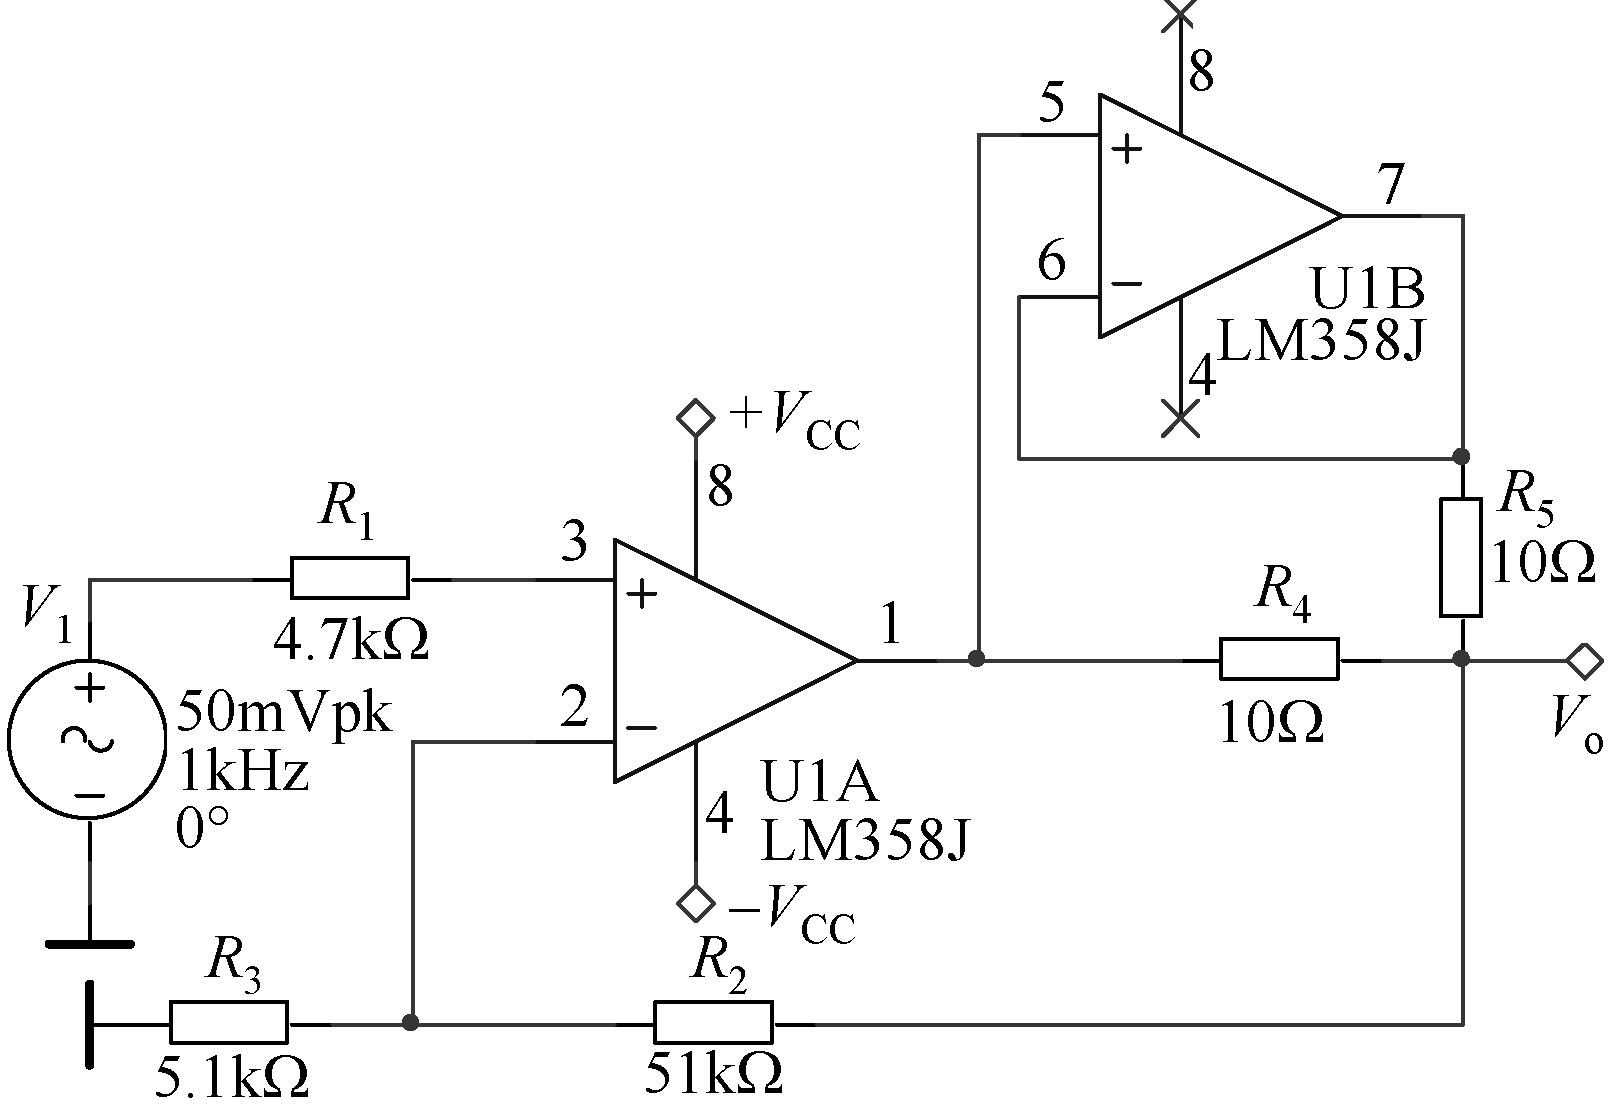 8
5
+
7
6
−
U1B
LM358J
4
+VCC
8
R1
3
R5
10Ω
V1
4.7kΩ
+
1
R4
+
50mVpk
2
−
10Ω
Vo
1kHz
−
0°
U1A
4
LM358J
−VCC
R3
R2
5.1kΩ
51kΩ